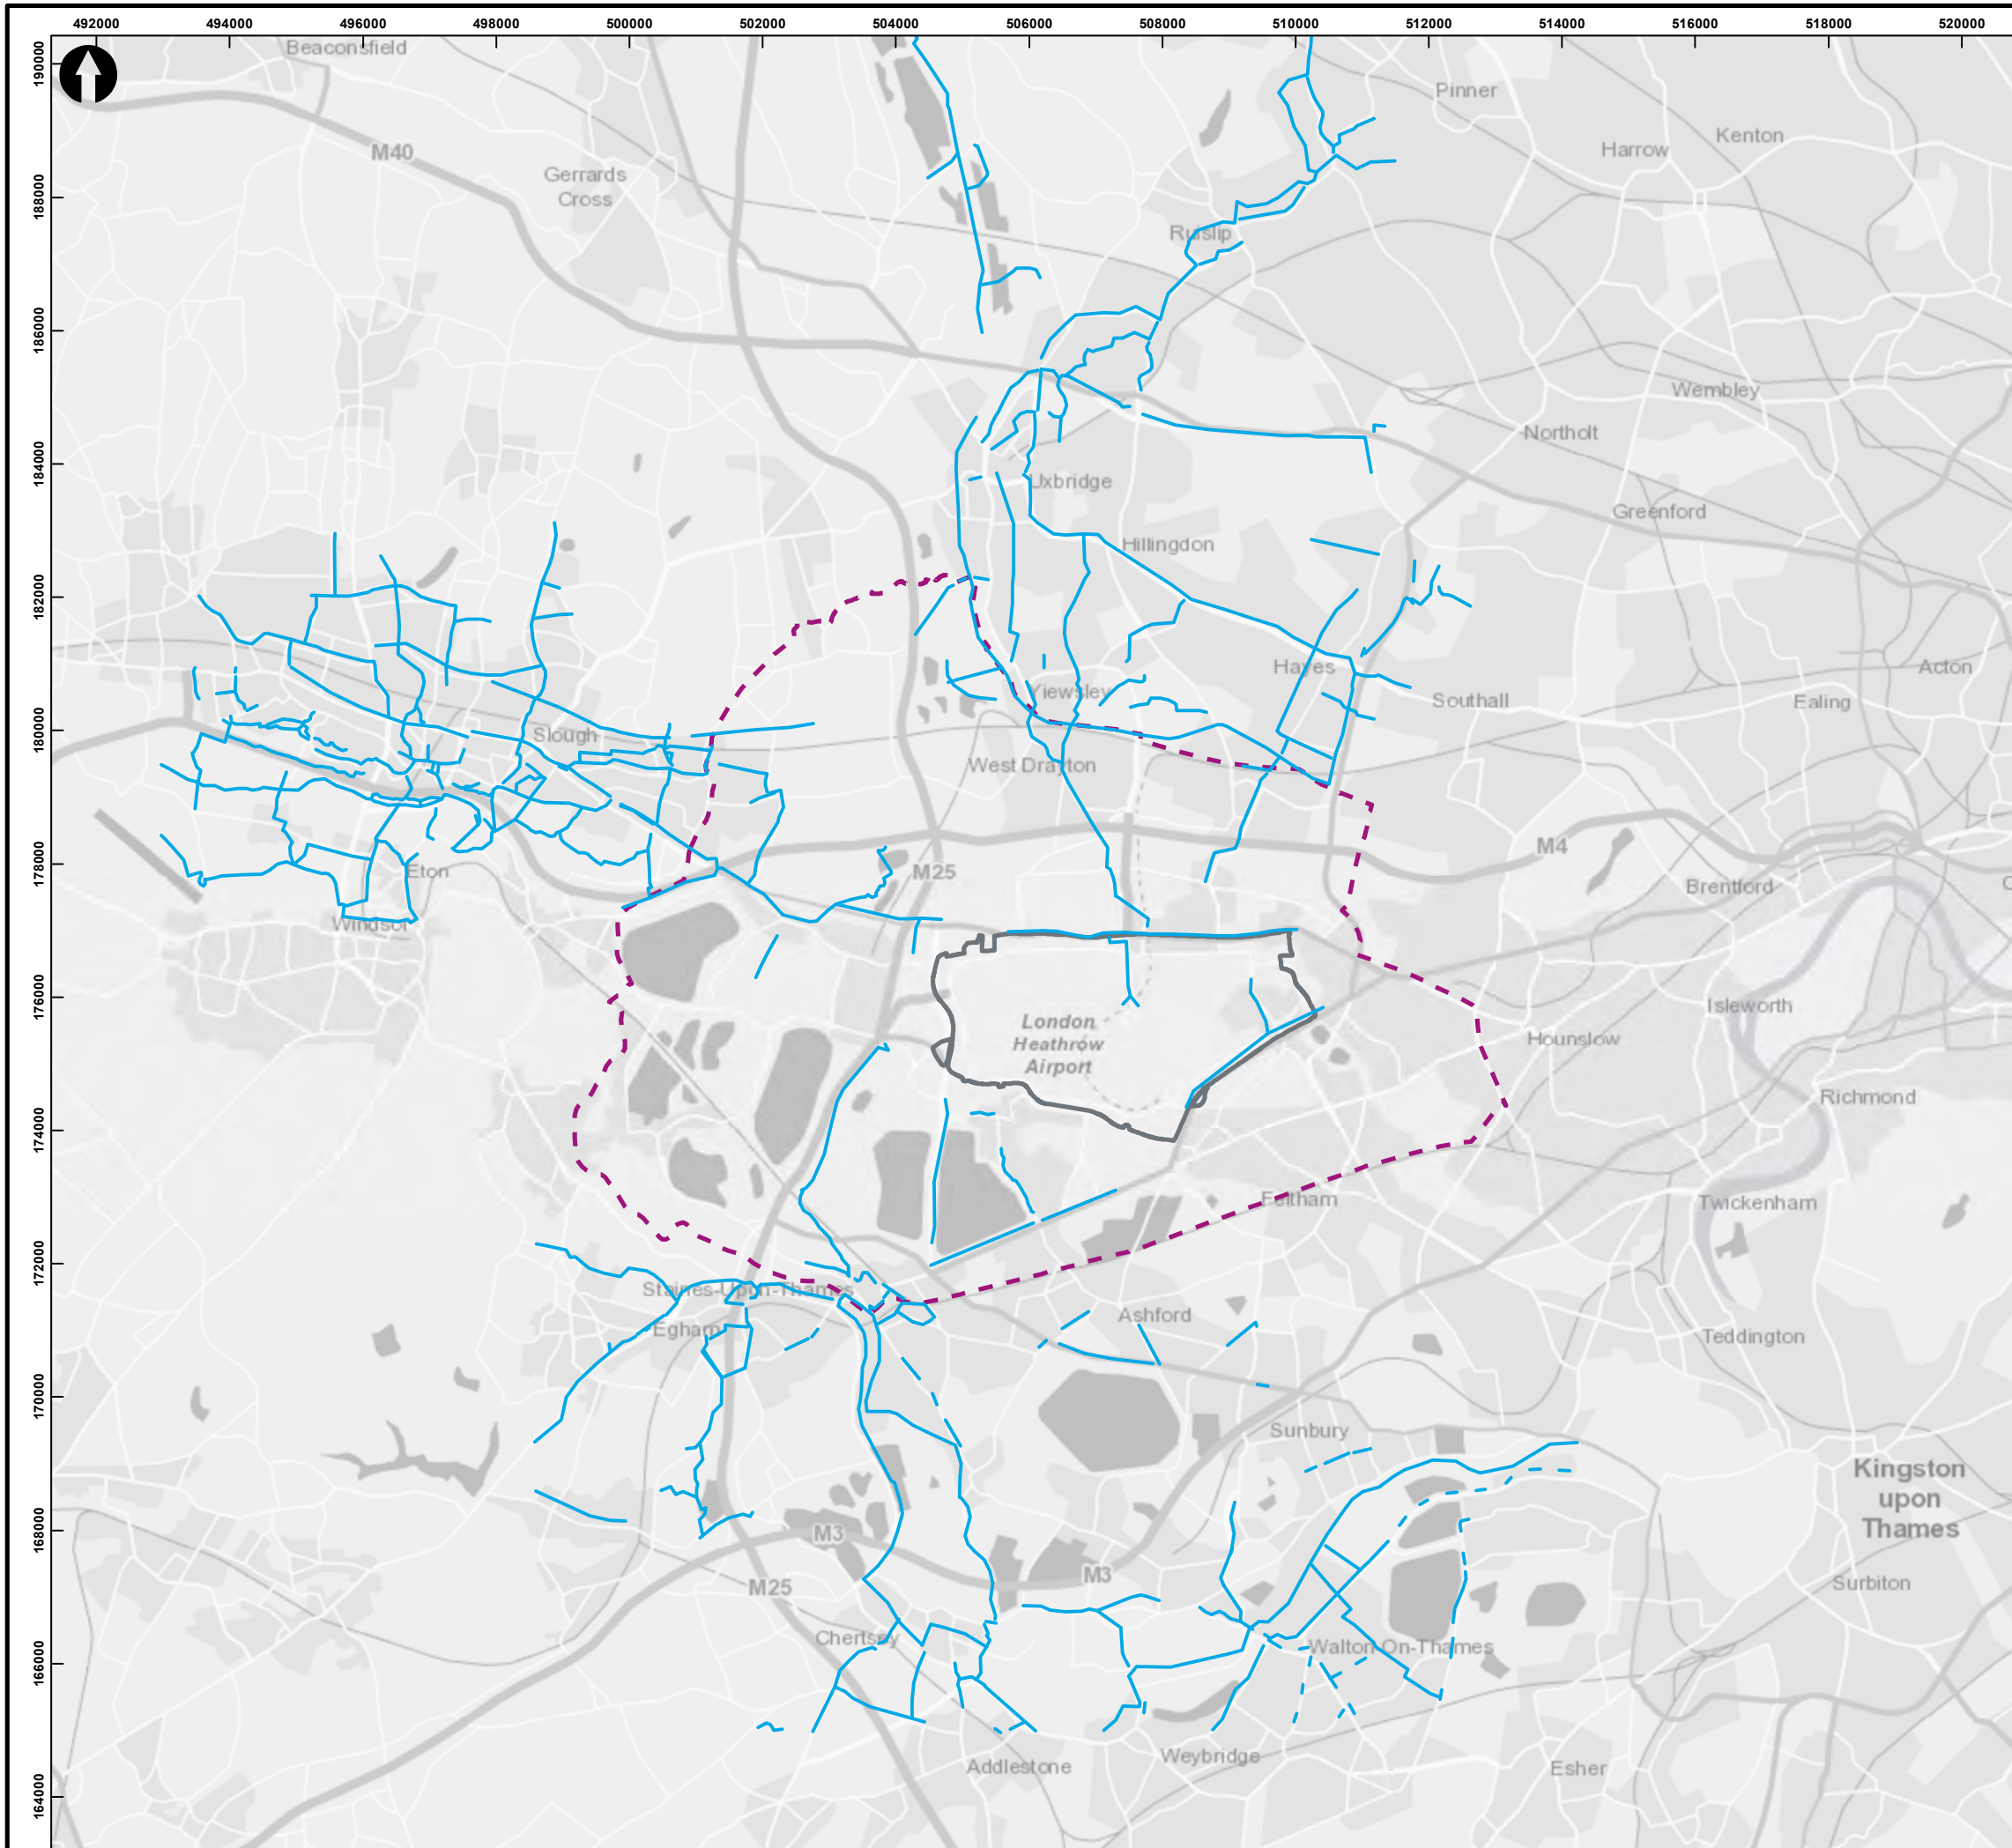 492000 494000 496000 498000 500000 502000 504000 506000 508000 510000 512000 514000 516000 518000 520000
190000
188000
186000
184000
182000
180000
178000
176000
174000
172000
170000
168000
166000
164000
Beaconsfield
Pinner
Kenton
Harrow
M40
Gerrards
Cross
Ruislip
Wembley
Northolt
Uxbridge
Greenford
Hillingdon
Hayes
Acton
Yiewsley
Southall
Ealing
Slough
West Drayton
M4
M25
Eton
Brentford
Windsor
Isleworth
London
Heathrow
Airport
Hounslow
Richmond
Feltham
Twickenham
Staines-Upon-Thames
Ashford
Egham
Teddington
Sunbury
Kingston
upon
Thames
M3
M3
M25
Surbiton
Chertsey
Walton-On-Thames
Weybridge
Addlestone
Esher